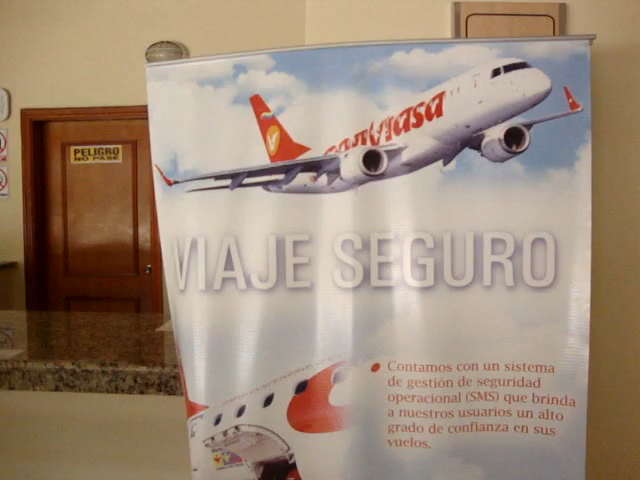 PELIGRO
NO PASE
conviasa
VIAJE SEGURO
• Contamos con un sistema
de gestión de seguridad
operacional (SMS) que brinda
a nuestros usuarios un alto
grado de confianza en sus
vuelos.